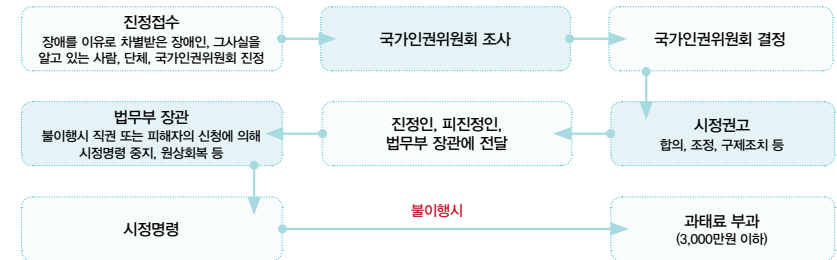 진정접수
장애를 이유로 차별받은 장애인, 그사실을
알고 있는 사람, 단체, 국가인권위원회 진정
국가인권위원회 조사
국가인권위원회 결정
시정권고
합의, 조정, 구제조치 등
진정인, 피진정인,
법무부 장관에 전달
법무부 장관
불이행시 직권 또는 피해자의 신청에 의해
시정명령 중지, 원상회복 등
시정명령
불이행시
과태료 부과
(3,000만원 이하)